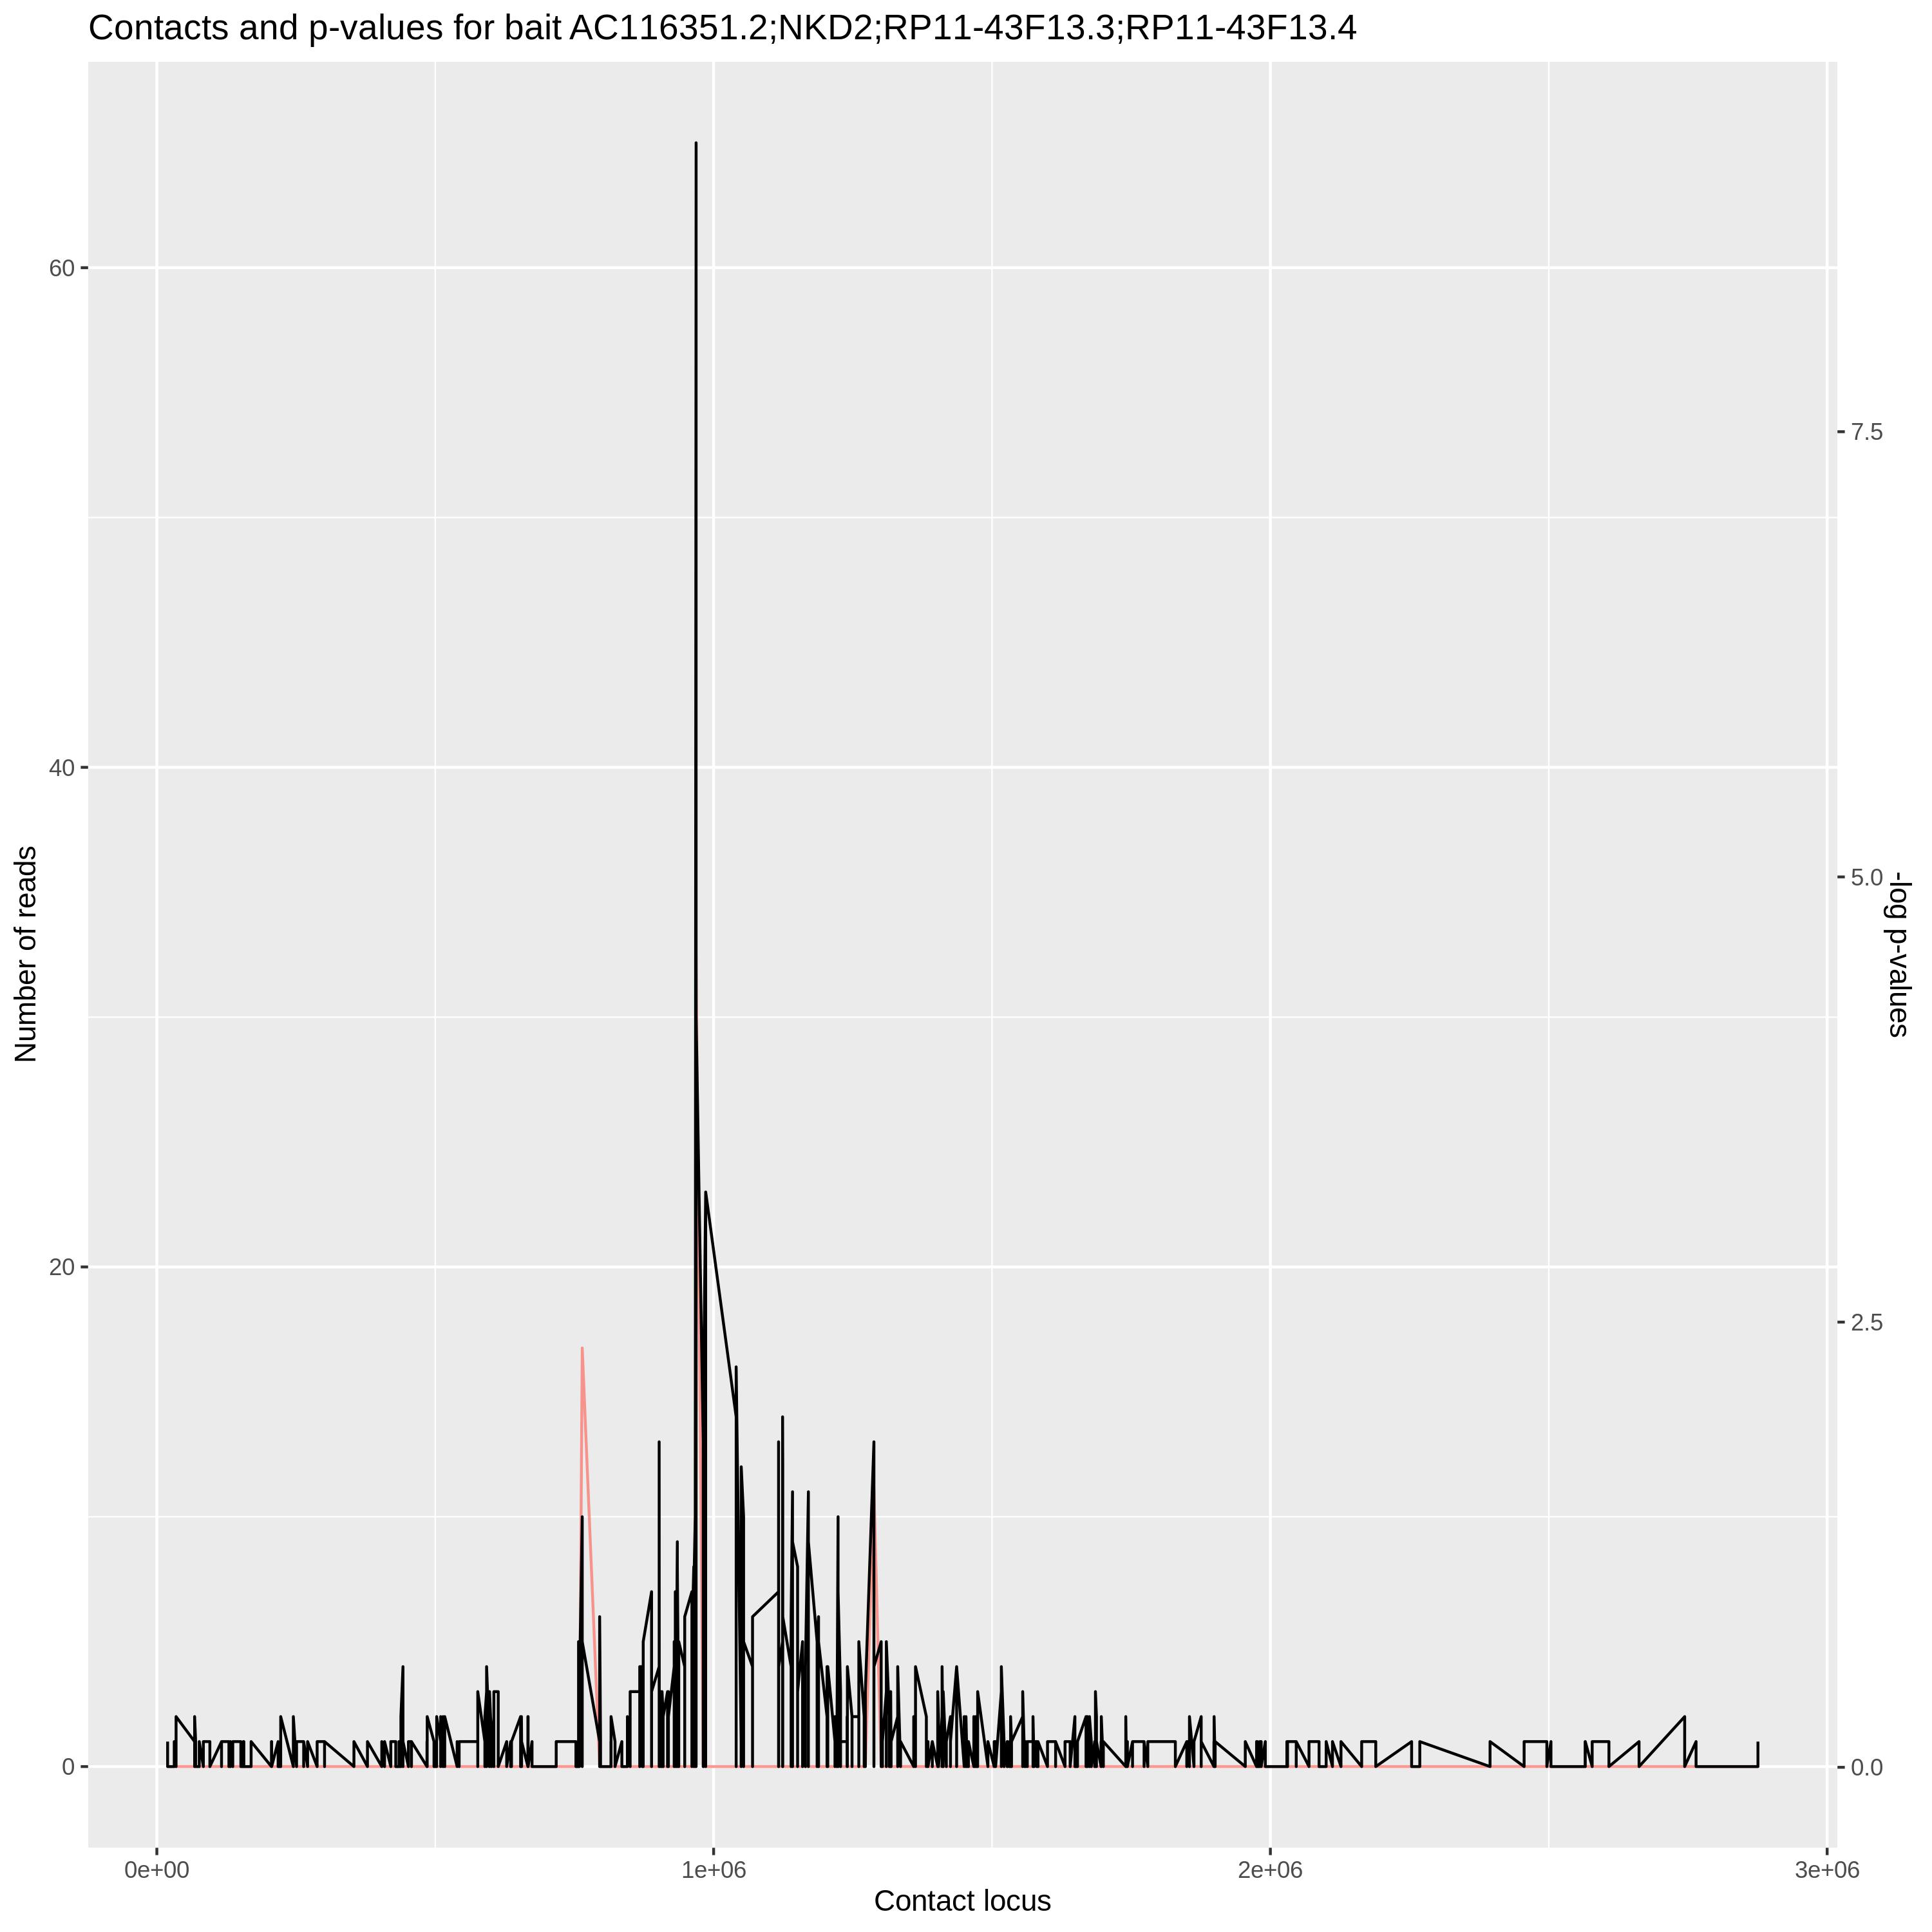 Contacts and p-values for bait AC116351.2;NKD2;RP11-43F13.3;RP11-43F13.4
60
40
20
0
Number of reads
7.5
5.0
2.5
0.0
-log p-values
0e+00
1e+06
2e+06
3e+06
Contact locus